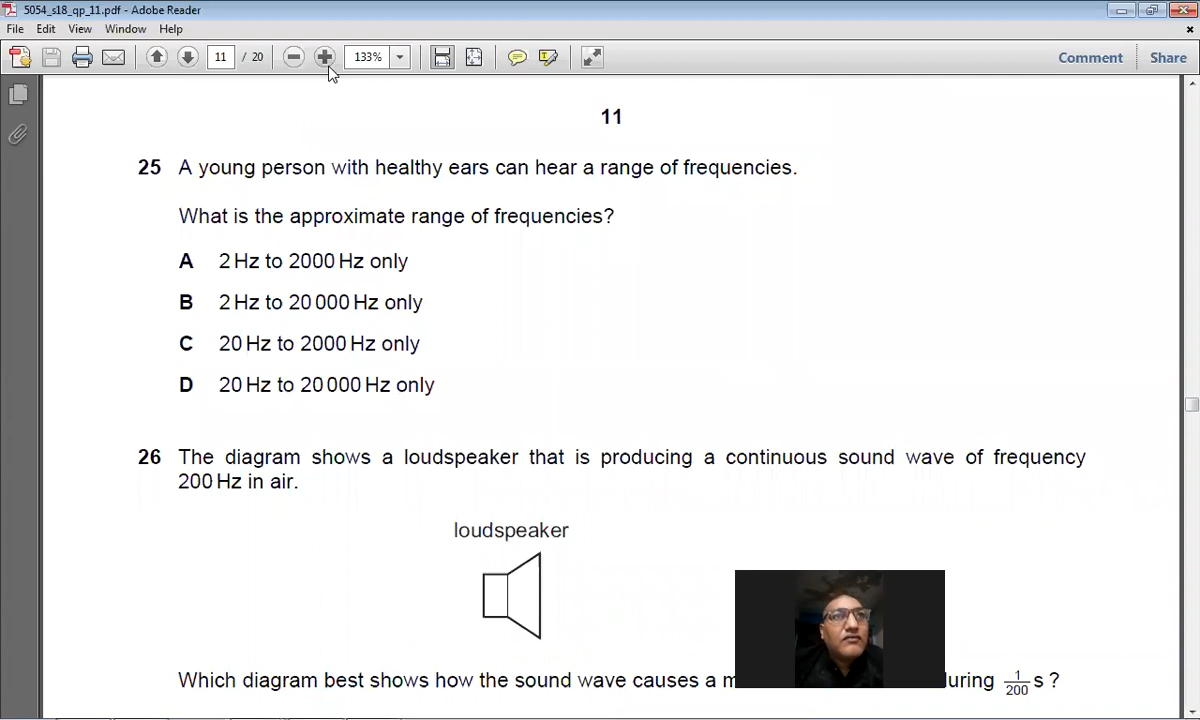 5054_s18_qp_11.pdf - Adobe Reader
File Edit View Window Help
11 / 20 133% Comment Share
11
25 A young person with healthy ears can hear a range of frequencies.
What is the approximate range of frequencies?
A 2 Hz to 2000 Hz only
B 2 Hz to 20 000 Hz only
C 20 Hz to 2000 Hz only
D 20 Hz to 20 000 Hz only
26 The diagram shows a loudspeaker that is producing a continuous sound wave of frequency
200 Hz in air.
loudspeaker
Which diagram best shows how the sound wave causes a 1/200 s ?